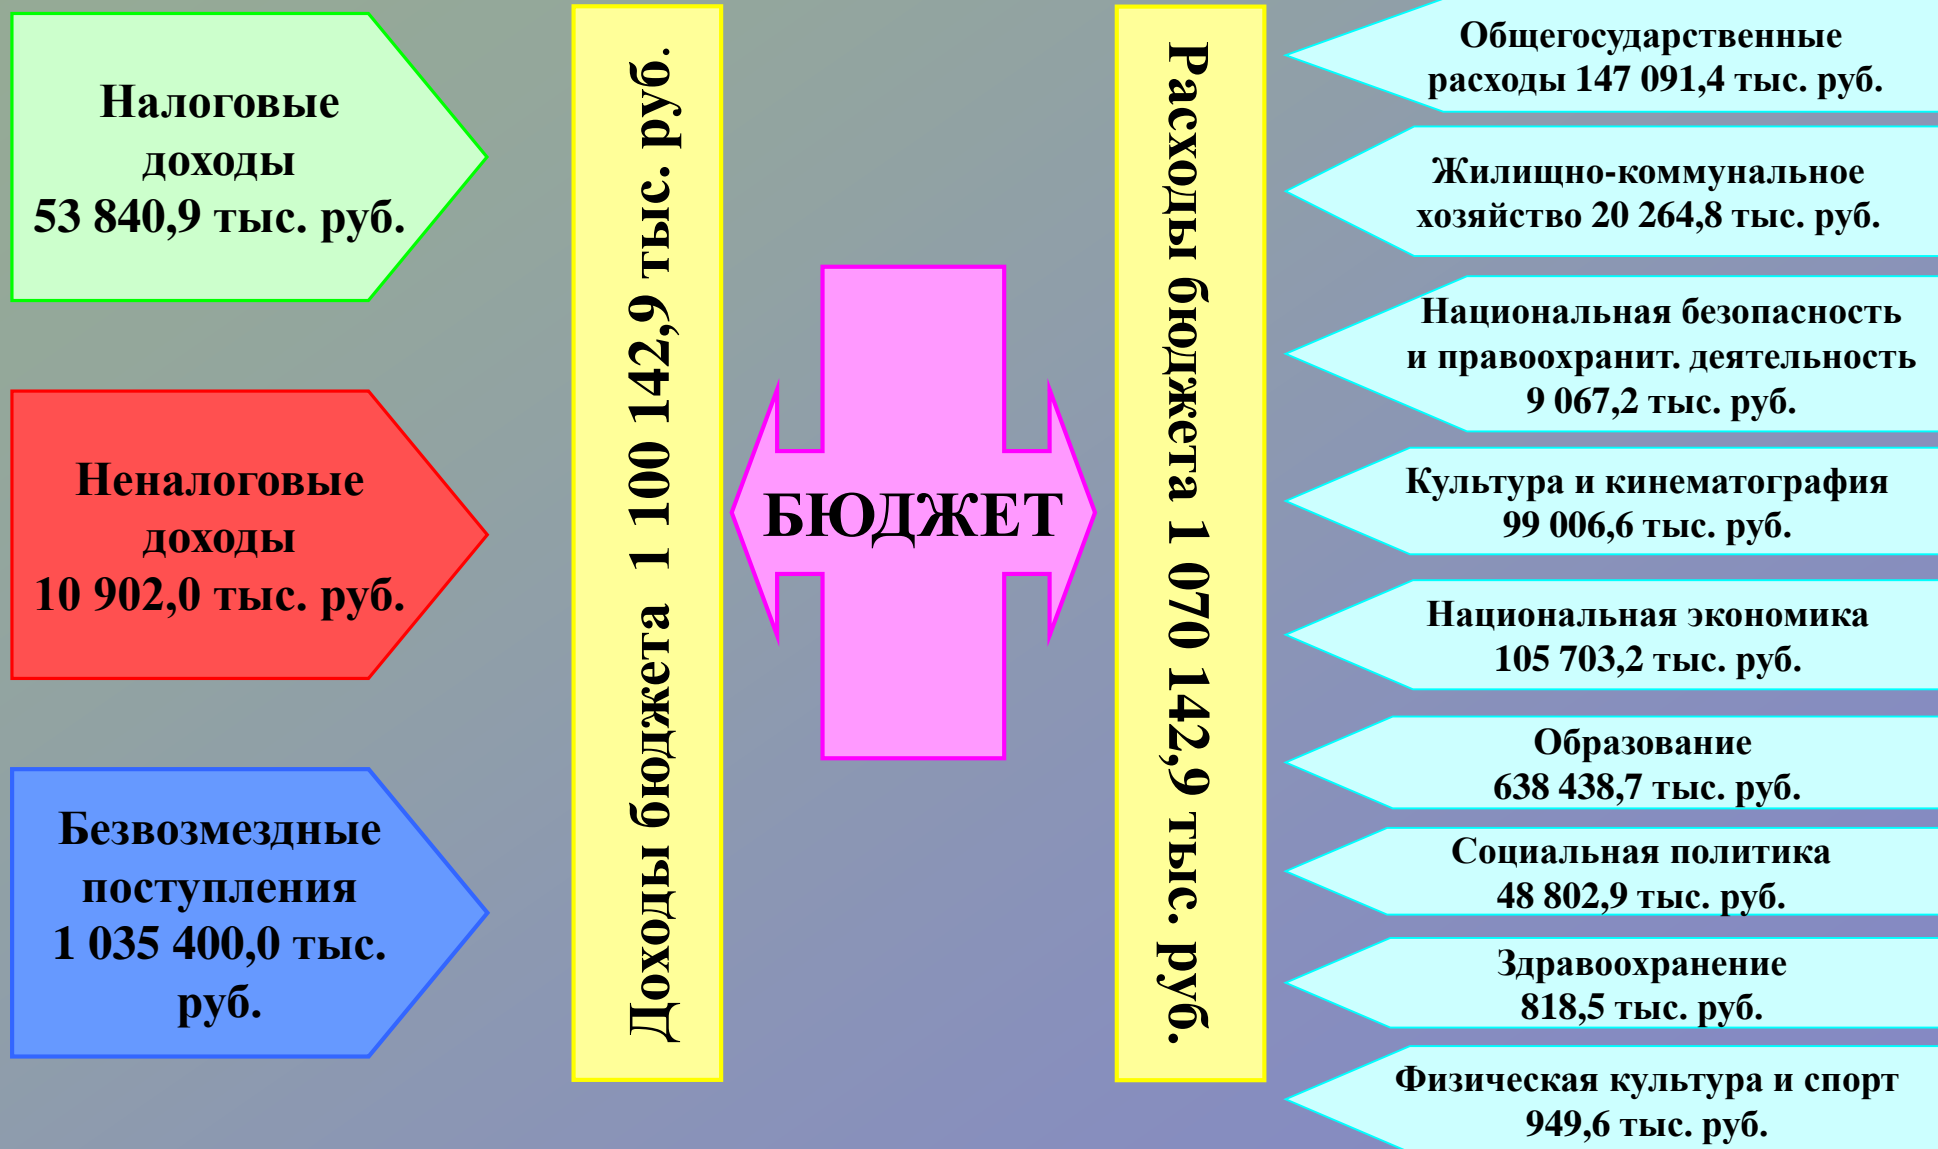 Налоговые
доходы
53 840,9 тыс. руб.
Неналоговые
доходы
10 902,0 тыс. руб.
Безвозмездные
поступления
1 035 400,0 тыс.
руб.
Доходы бюджета 1 100 142,9 тыс. руб.
БЮДЖЕТ
Расходы бюджета 1 070 142,9 тыс. руб.
Общегосударственные
расходы 147 091,4 тыс. руб.
Жилищно-коммунальное
хозяйство 20 264,8 тыс. руб.
Национальная безопасность
и правоохранит. деятельность
9 067,2 тыс. руб.
Культура и кинематография
99 006,6 тыс. руб.
Национальная экономика
105 703,2 тыс. руб.
Образование
638 438,7 тыс. руб.
Социальная политика
48 802,9 тыс. руб.
Здравоохранение
818,5 тыс. руб.
Физическая культура и спорт
949,6 тыс. руб.